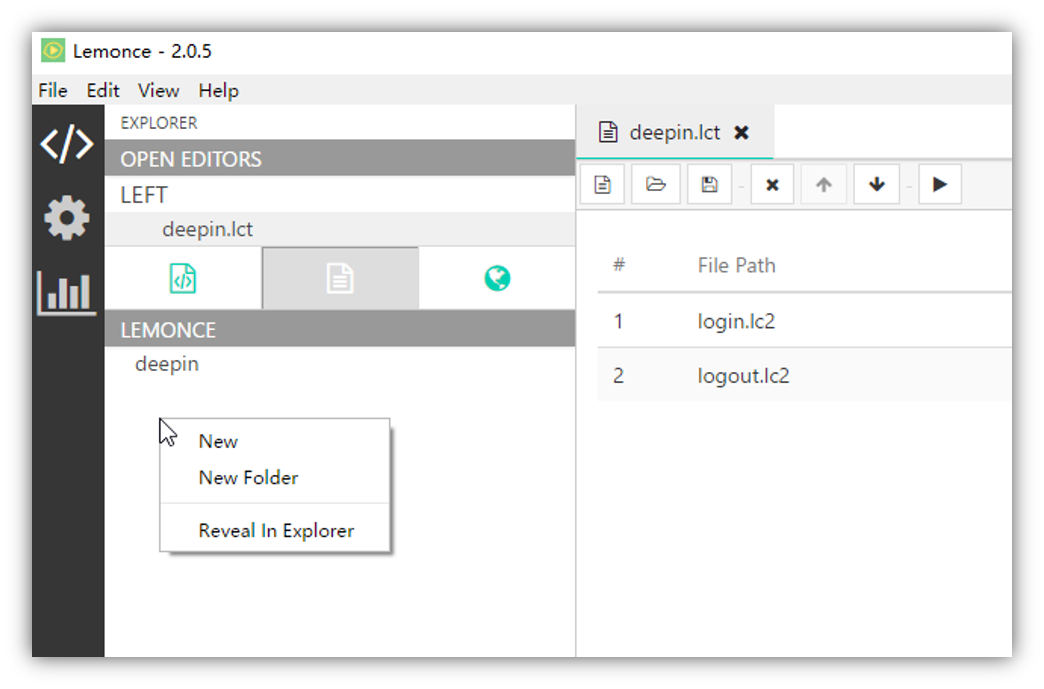 Lemonce - 2.0.5
File Edit View Help
EXPLORER
OPEN EDITORS
LEFT
deepin.lct
LEMONCE
deepin
New
New Folder
Reveal In Explorer
deepin.lct
# File Path
1 login.lc2
2 logout.lc2